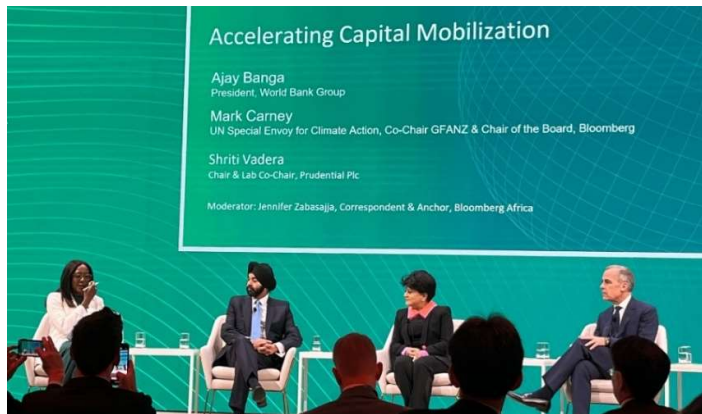 Accelerating Capital Mobilization
Ajay Banga
President, World Bank Group
Mark Carney
UN Special Envoy for Climate Action, Co-Chair GFANZ & Chair of the Board, Bloomberg
Shriti Vadera
Chair & Lab Co-Chair, Prudential Plc
Moderator: Jennifer Zabasajja, Correspondent & Anchor, Bloomberg Africa